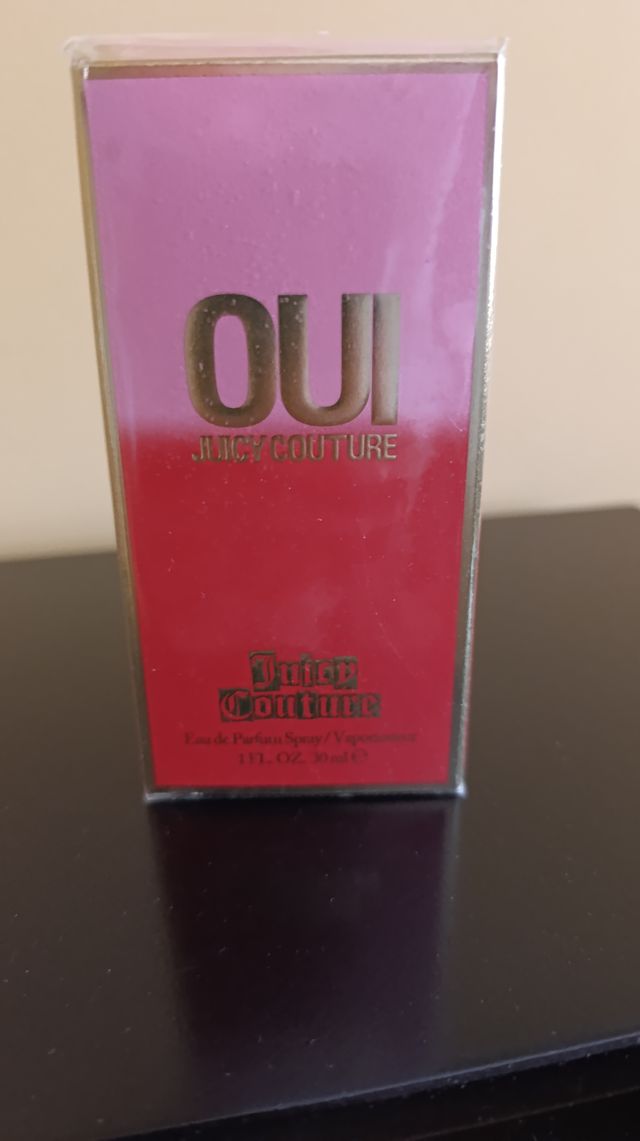 OUI
JUICY COUTURE
Juicy
Couture
Eau de Parfum Spray/Vaporisateur
1 FL. OZ. 30 ml ℮